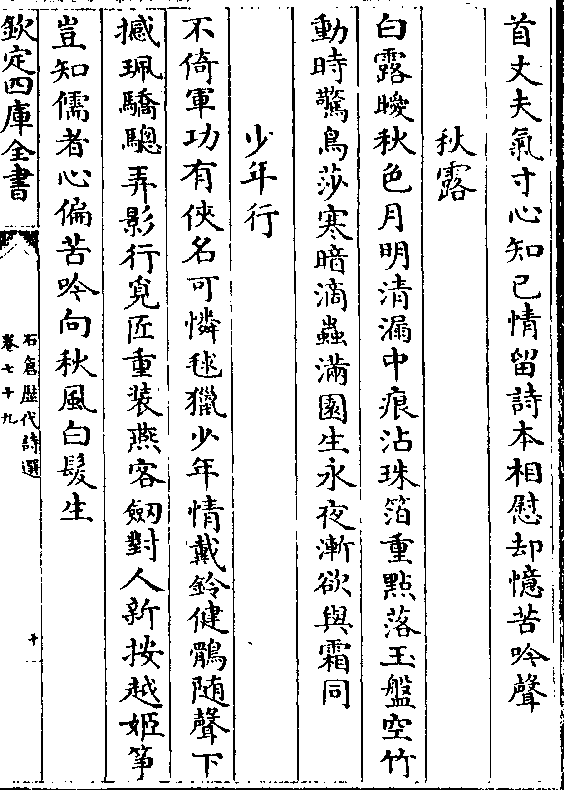 首丈夫氣寸心知己情留詩本相慰却憶苦吟聲
秋露
白露曖秋色月明清漏中痕沾珠箔重點落玉盤空竹
動時驚鳥莎寒暗滴蟲滿園生永夜漸欲與霜同
少年行
不倚軍功有俠名可憐毬獵少年情戴鈴健鶻随聲下
撼珮驕驄弄影行覔匠重装燕客劒對人新按越姬箏
豈知儒者心偏苦吟向秋風白髮生
欽定四庫全書
石倉歴代詩選
卷七十九
十